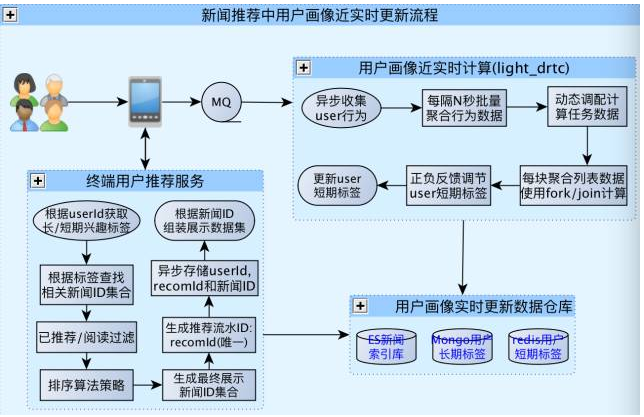 新闻推荐中用户画像近实时更新流程
MQ
用户画像近实时计算(light_drtc)
异步收集
user行为
每隔N秒批量
聚合行为数据
动态调配计
算任务数据
更新user
短期标签
正负反馈调节
user短期标签
每块聚合列表数据
使用fork/join计算
终端用户推荐服务
根据userId获取
长/短期兴趣标签
根据新闻ID
组装展示数据集
根据标签查找
相关新闻ID集合
异步存储userId,
recomId和新闻ID
已推荐/阅读过滤
生成推荐流水ID:
recomId(唯一)
排序算法策略
生成最终展示
新闻ID集合
用户画像实时更新数据仓库
ES新闻
索引库
Mongo用户
长期标签
redis用户
短期标签